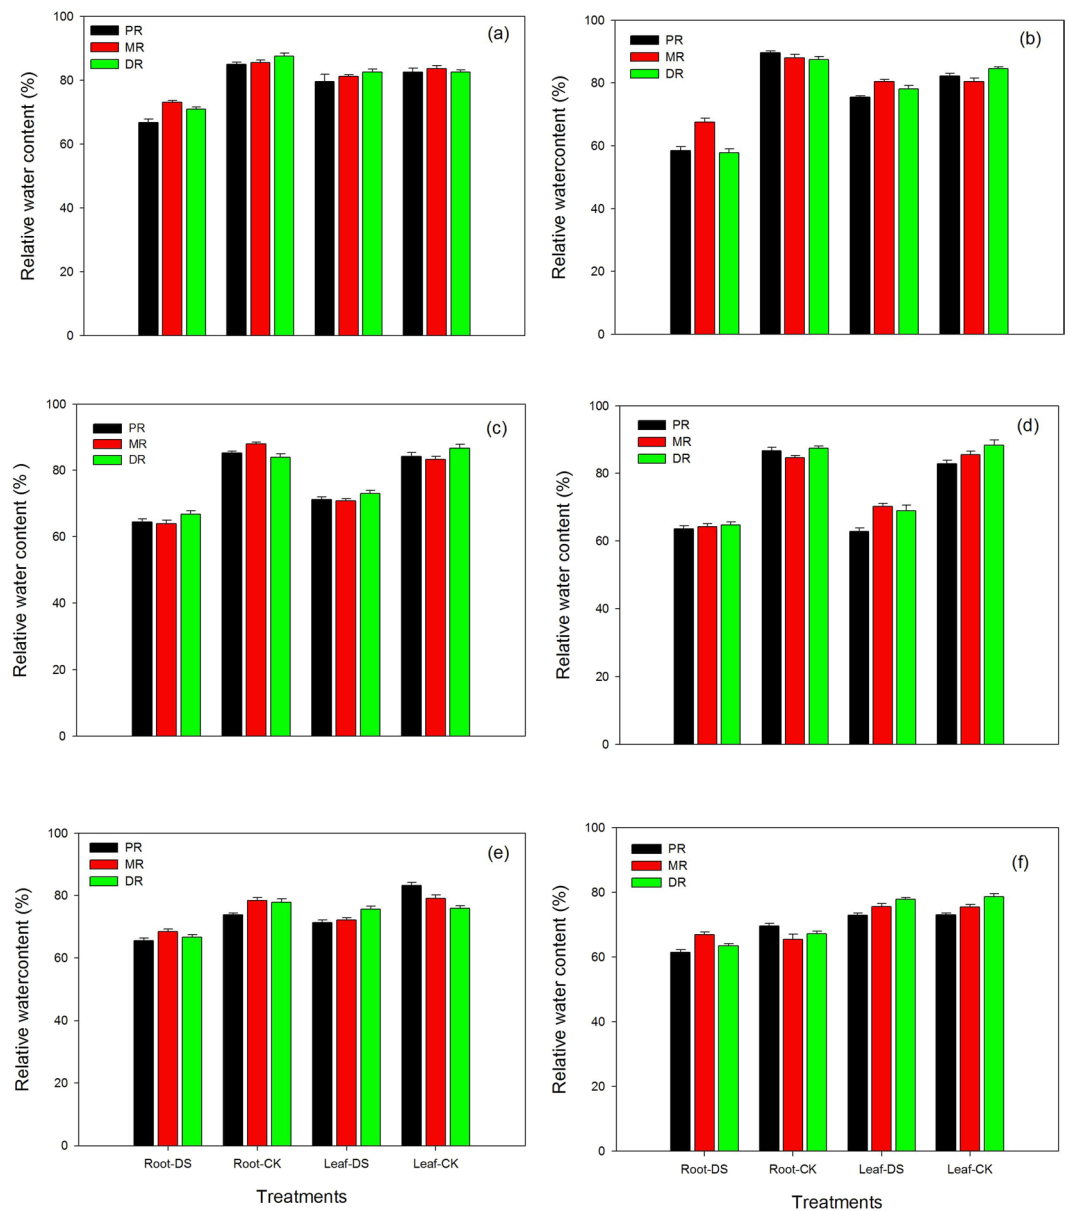 Relative water content (%)
100
80
60
40
20
0
PR
MR
DR
(a)
Relative watercontent (%)
100
80
60
40
20
0
PR
MR
DR
(b)
Relative water content (% )
100
80
60
40
20
0
PR
MR
DR
(c)
Relative water content (%)
100
80
60
40
20
0
PR
MR
DR
(d)
Relative watercontent (%)
100
80
60
40
20
0
PR
MR
DR
(e)
Root-DS Root-CK Leaf-DS Leaf-CK
Treatments
Relative water content (%)
100
80
60
40
20
0
PR
MR
DR
(f)
Root-DS Root-CK Leaf-DS Leaf-CK
Treatments